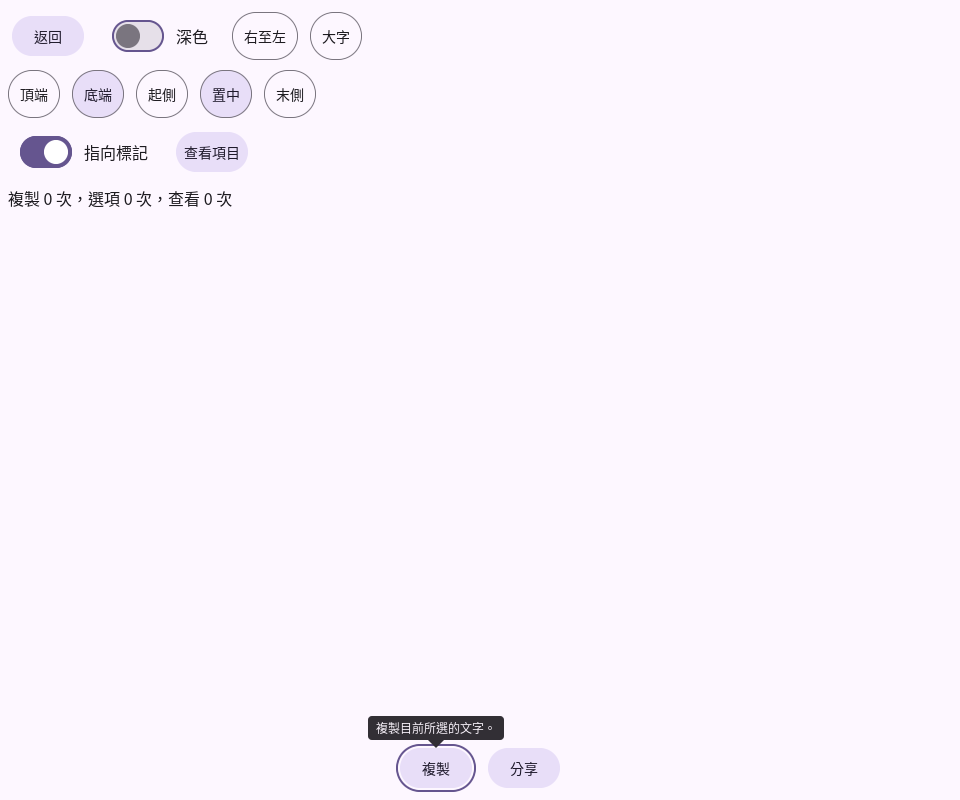 返回 深色 右至左 大字
頂端 底端 起側 置中 末側
指向標記 查看項目
複製 0 次，選項 0 次，查看 0 次
複製目前所選的文字。
複製 分享